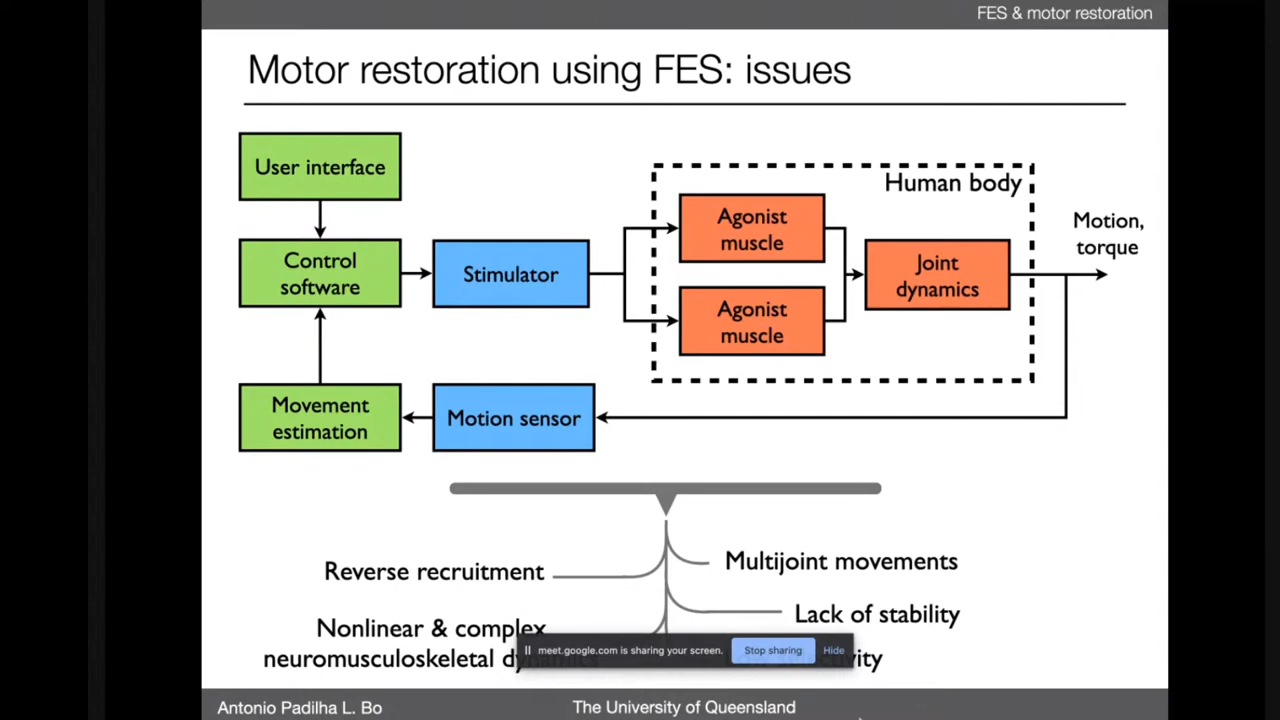 FES & motor restoration
Motor restoration using FES: issues
User interface
Human body
Agonist
muscle
Motion,
torque
Control
software
Stimulator
Joint
dynamics
Agonist
muscle
Movement
estimation
Motion sensor
Multijoint movements
Reverse recruitment
Lack of stability
Nonlinear & complex
neuromusculoskeletal dynamics
meet.google.com is sharing your screen.
Stop sharing
Hide
Antonio Padilha L. Bo
The University of Queensland